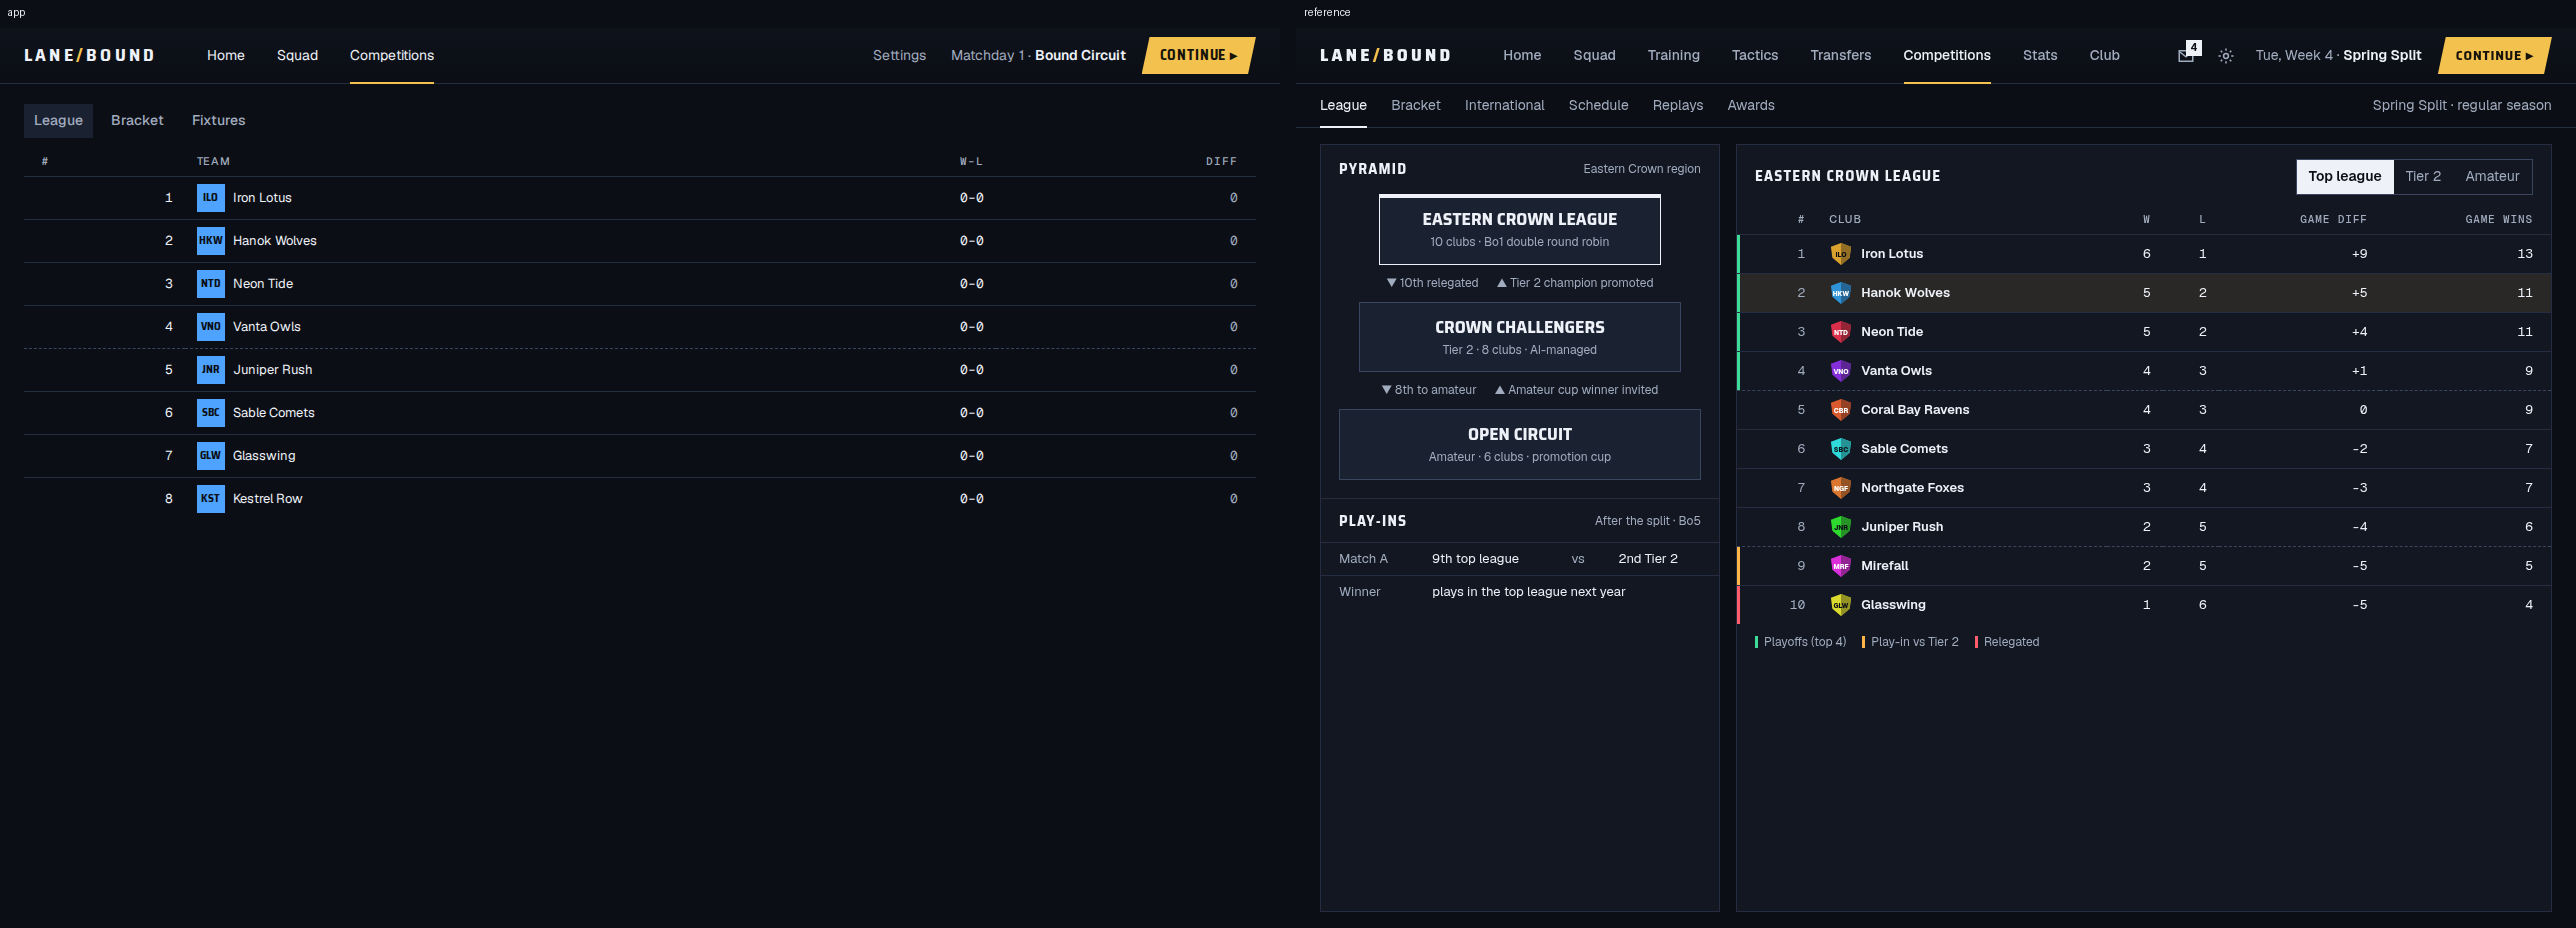 app
LANE/BOUND Home Squad Competitions Settings Matchday 1 · Bound Circuit CONTINUE ▸
League Bracket Fixtures
# TEAM W-L DIFF
1 ILO Iron Lotus 0-0 0
2 HKW Hanok Wolves 0-0 0
3 NTD Neon Tide 0-0 0
4 VNO Vanta Owls 0-0 0
5 JNR Juniper Rush 0-0 0
6 SBC Sable Comets 0-0 0
7 GLW Glasswing 0-0 0
8 KST Kestrel Row 0-0 0
reference
LANE/BOUND Home Squad Training Tactics Transfers Competitions Stats Club 4 Tue, Week 4 · Spring Split CONTINUE ▸
League Bracket International Schedule Replays Awards Spring Split · regular season
PYRAMID Eastern Crown region
EASTERN CROWN LEAGUE
10 clubs · Bo1 double round robin
▼ 10th relegated ▲ Tier 2 champion promoted
CROWN CHALLENGERS
Tier 2 · 8 clubs · AI-managed
▼ 8th to amateur ▲ Amateur cup winner invited
OPEN CIRCUIT
Amateur · 6 clubs · promotion cup
PLAY-INS After the split · Bo5
Match A 9th top league vs 2nd Tier 2
Winner plays in the top league next year
EASTERN CROWN LEAGUE Top league Tier 2 Amateur
# CLUB W L GAME DIFF GAME WINS
1 ILO Iron Lotus 6 1 +9 13
2 HKW Hanok Wolves 5 2 +5 11
3 NTD Neon Tide 5 2 +4 11
4 VNO Vanta Owls 4 3 +1 9
5 CBR Coral Bay Ravens 4 3 0 9
6 SBC Sable Comets 3 4 -2 7
7 NGF Northgate Foxes 3 4 -3 7
8 JNR Juniper Rush 2 5 -4 6
9 MRF Mirefall 2 5 -5 5
10 GLW Glasswing 1 6 -5 4
Playoffs (top 4) Play-in vs Tier 2 Relegated